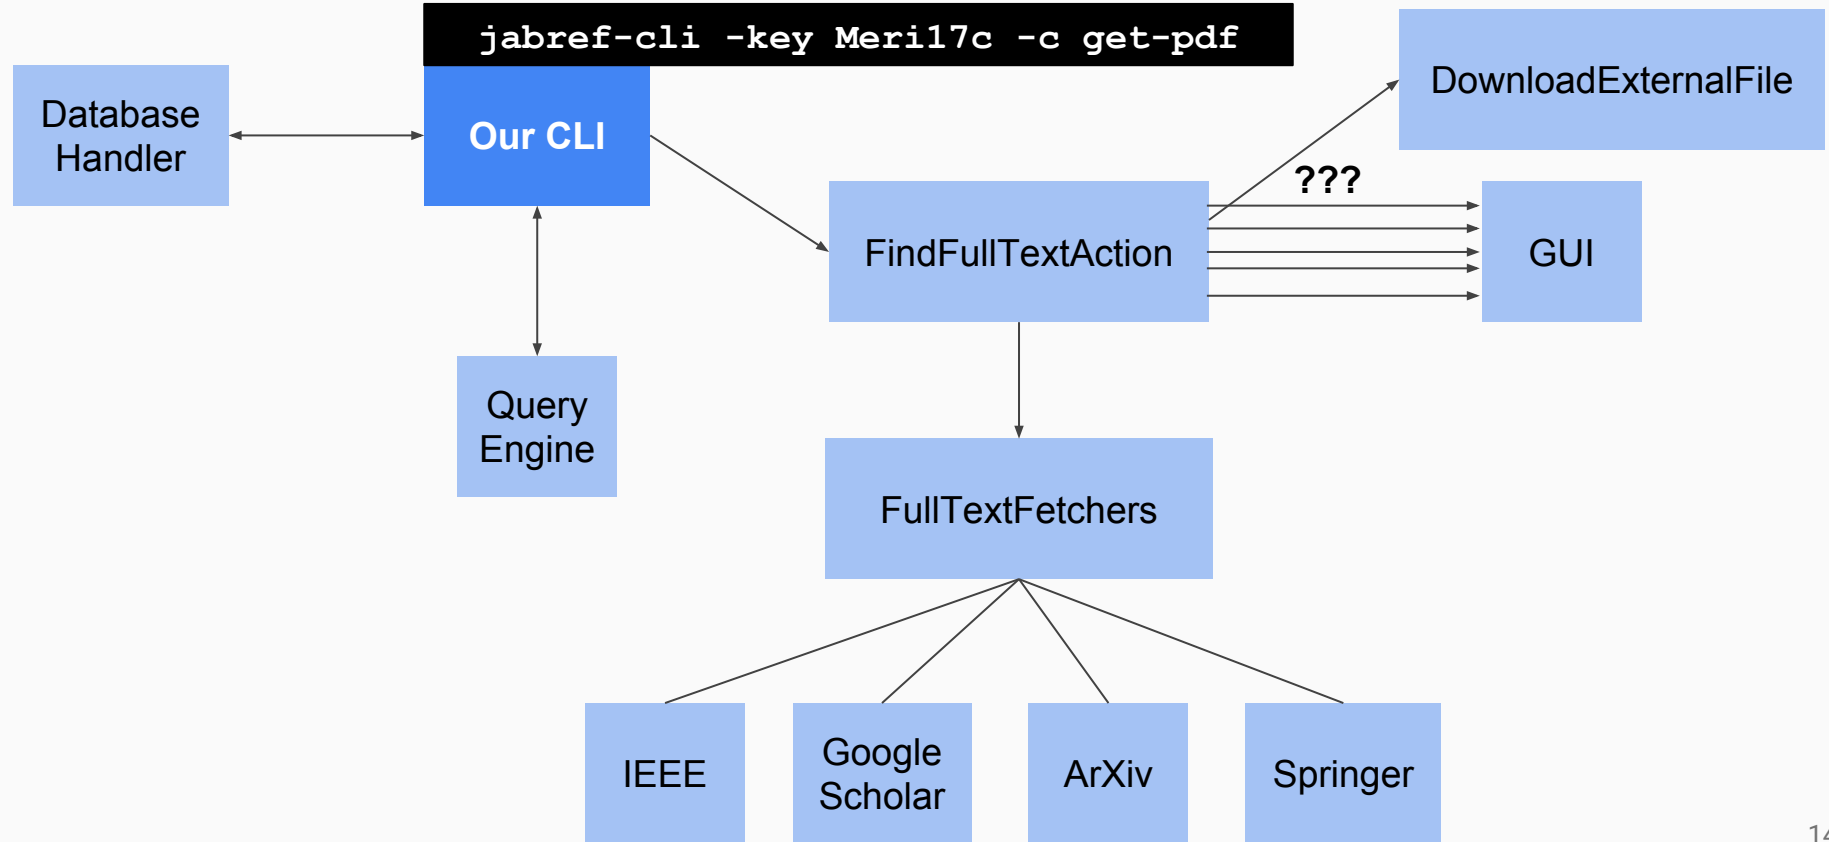 jabref-cli -key Meri17c -c get-pdf
Database
Handler
Our CLI
DownloadExternalFile
???
FindFullTextAction
GUI
Query
Engine
FullTextFetchers
IEEE
Google
Scholar
ArXiv
Springer
14